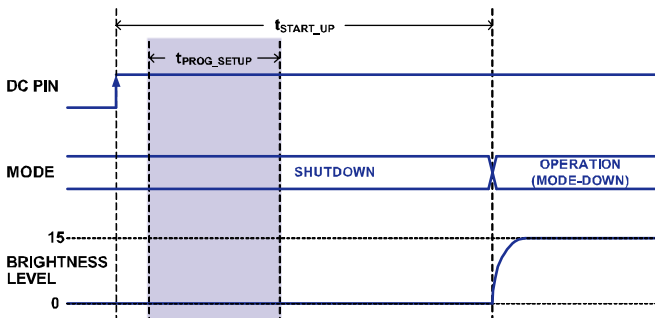 tSTART_UP
tPROG_SETUP
DC PIN
MODE
SHUTDOWN
OPERATION
(MODE-DOWN)
15
BRIGHTNESS
LEVEL
0